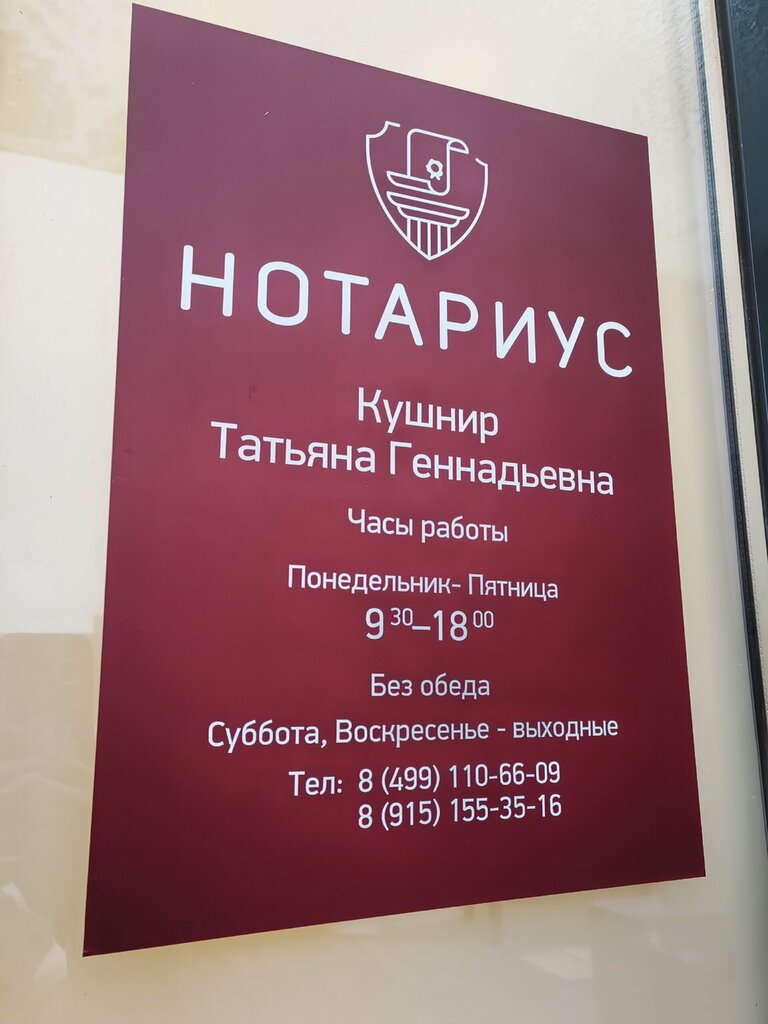 НОТАРИУС
Кушнир
Татьяна Геннадьевна
Часы работы
Понедельник- Пятница
9 30–18 00
Без обеда
Суббота, Воскресенье - выходные
Тел: 8 (499) 110-66-09
8 (915) 155-35-16